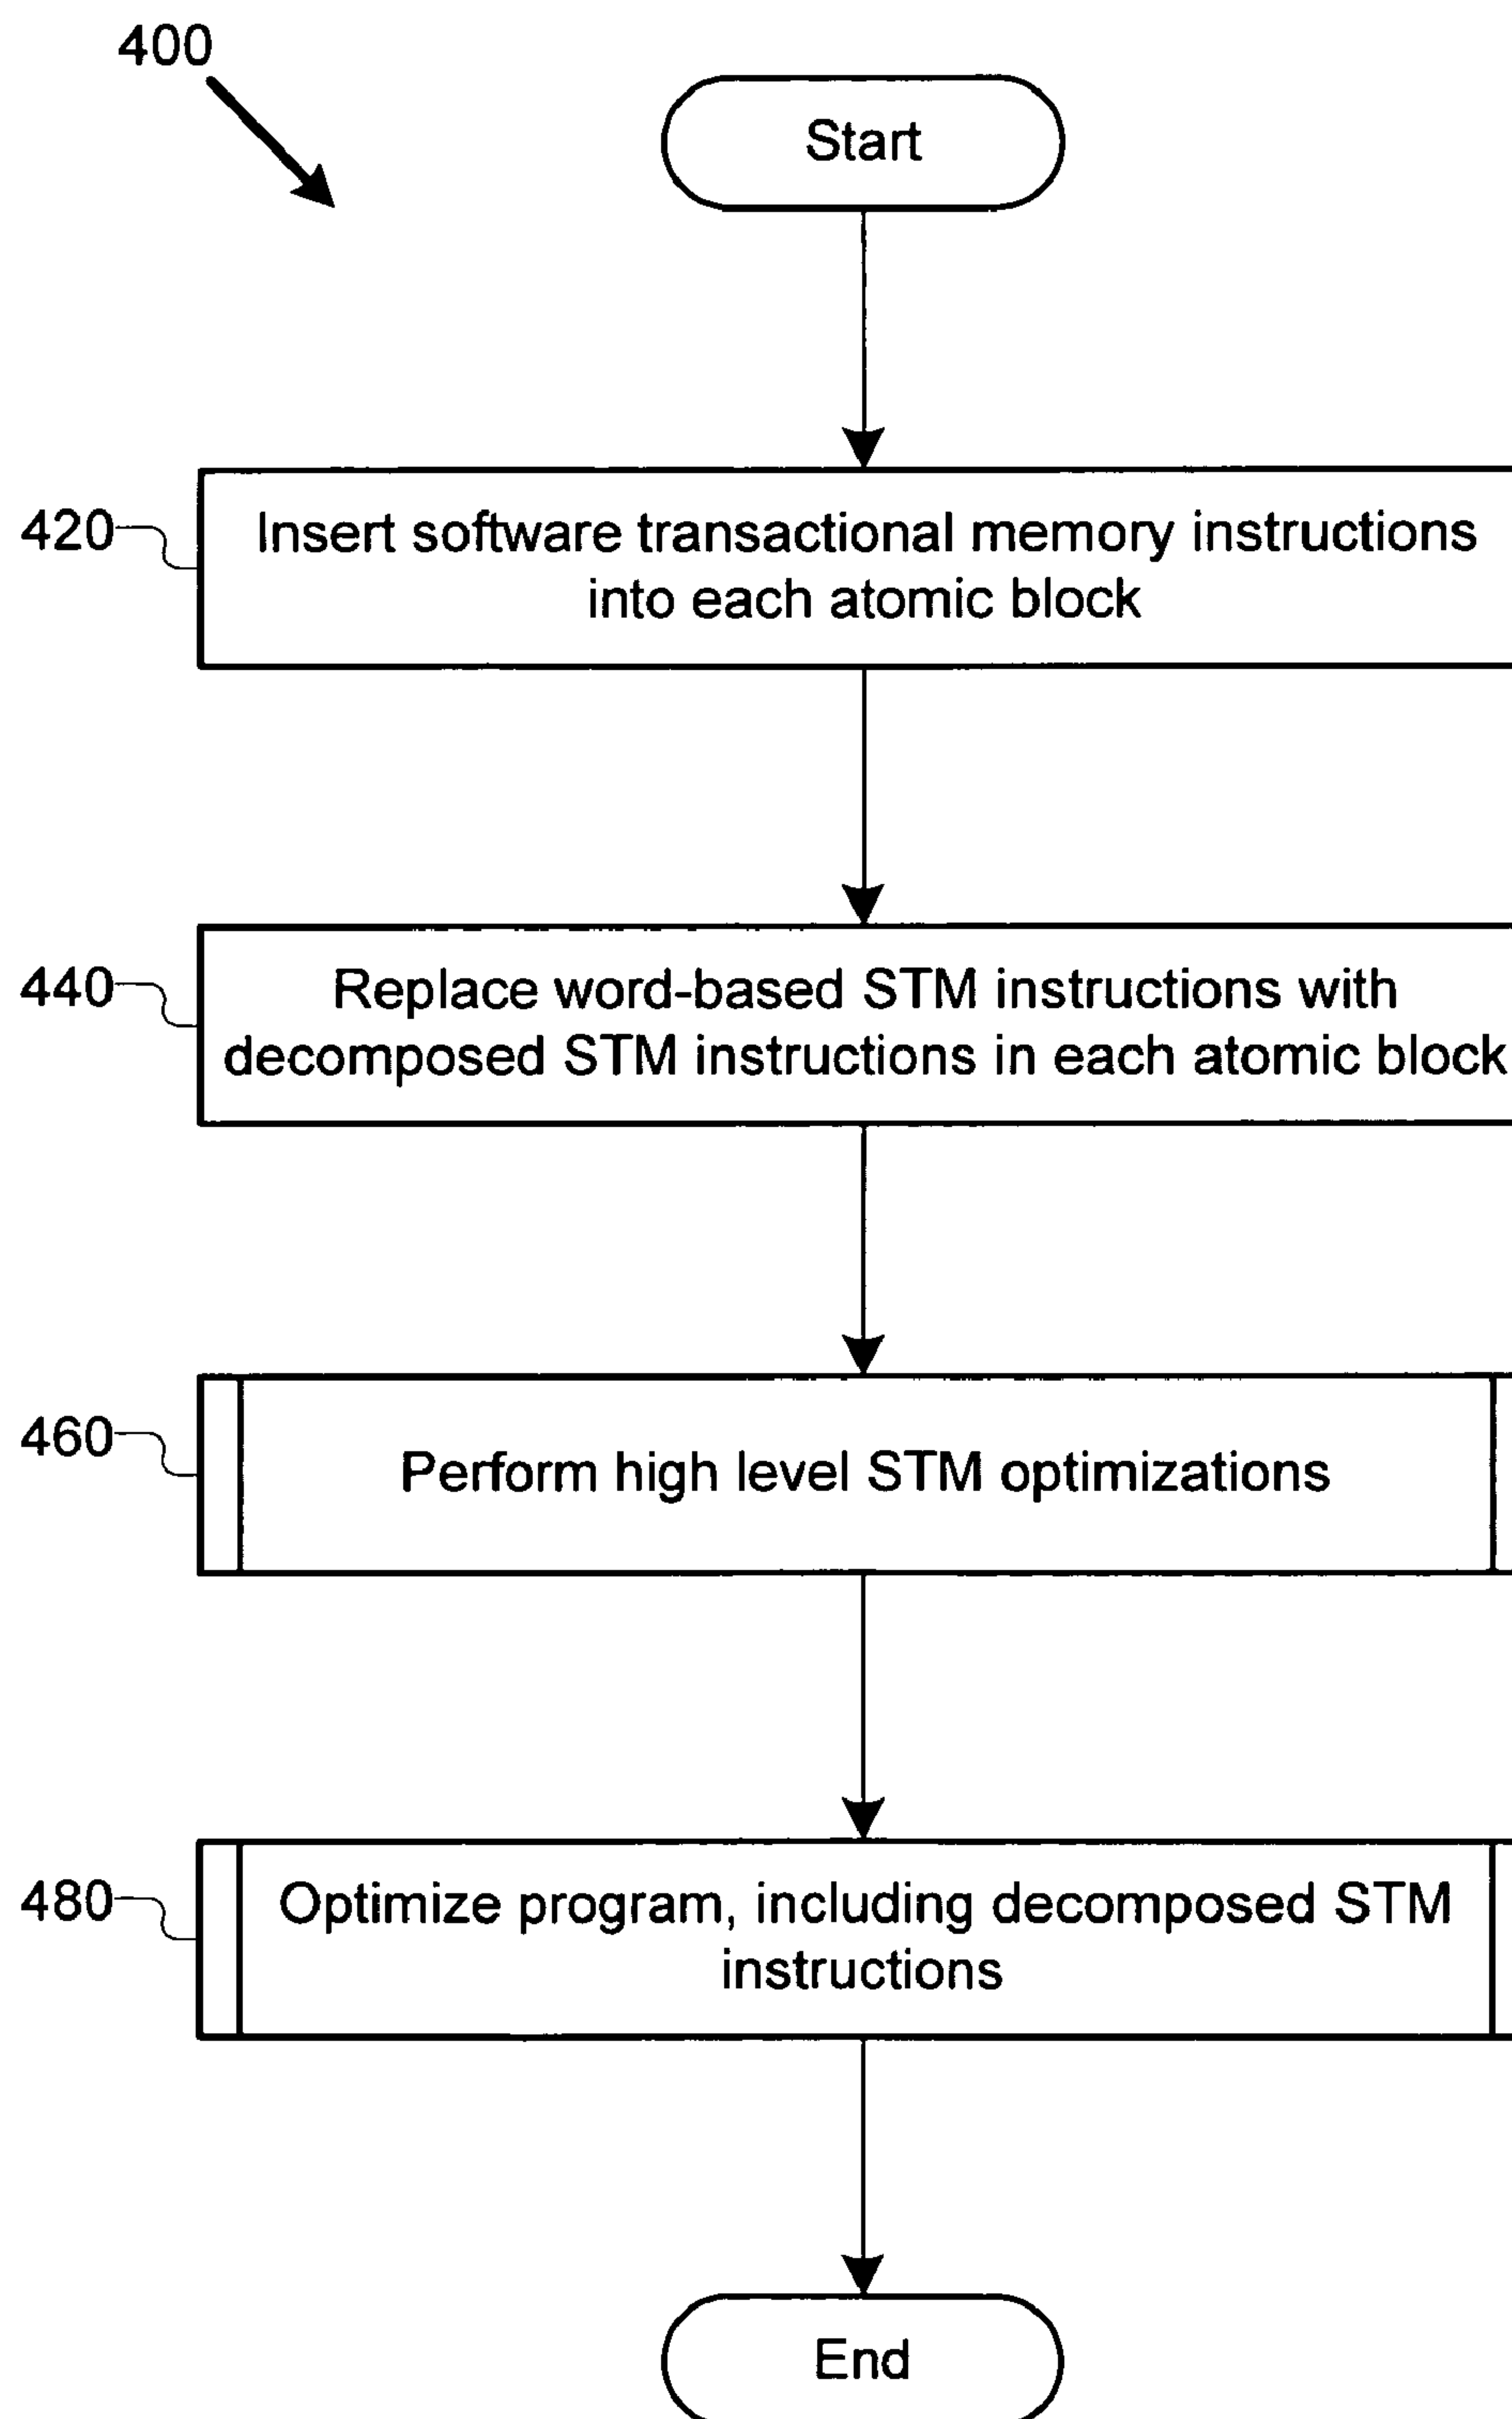 400
Start
420
Insert software transactional memory instructions
into each atomic block
440
Replace word-based STM instructions with
decomposed STM instructions in each atomic block
460
Perform high level STM optimizations
480
Optimize program, including decomposed STM
instructions
End